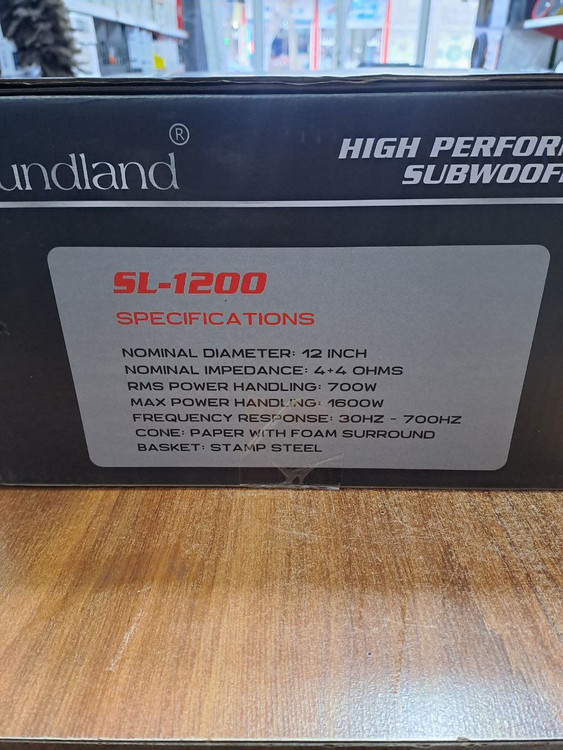 undland®
HIGH PERFOR
SUBWOOF
SL-1200
SPECIFICATIONS
NOMINAL DIAMETER: 12 INCH
NOMINAL IMPEDANCE: 4+4 OHMS
RMS POWER HANDLING: 700W
MAX POWER HANDLING: 1600W
FREQUENCY RESPONSE: 30HZ - 700HZ
CONE: PAPER WITH FOAM SURROUND
BASKET: STAMP STEEL